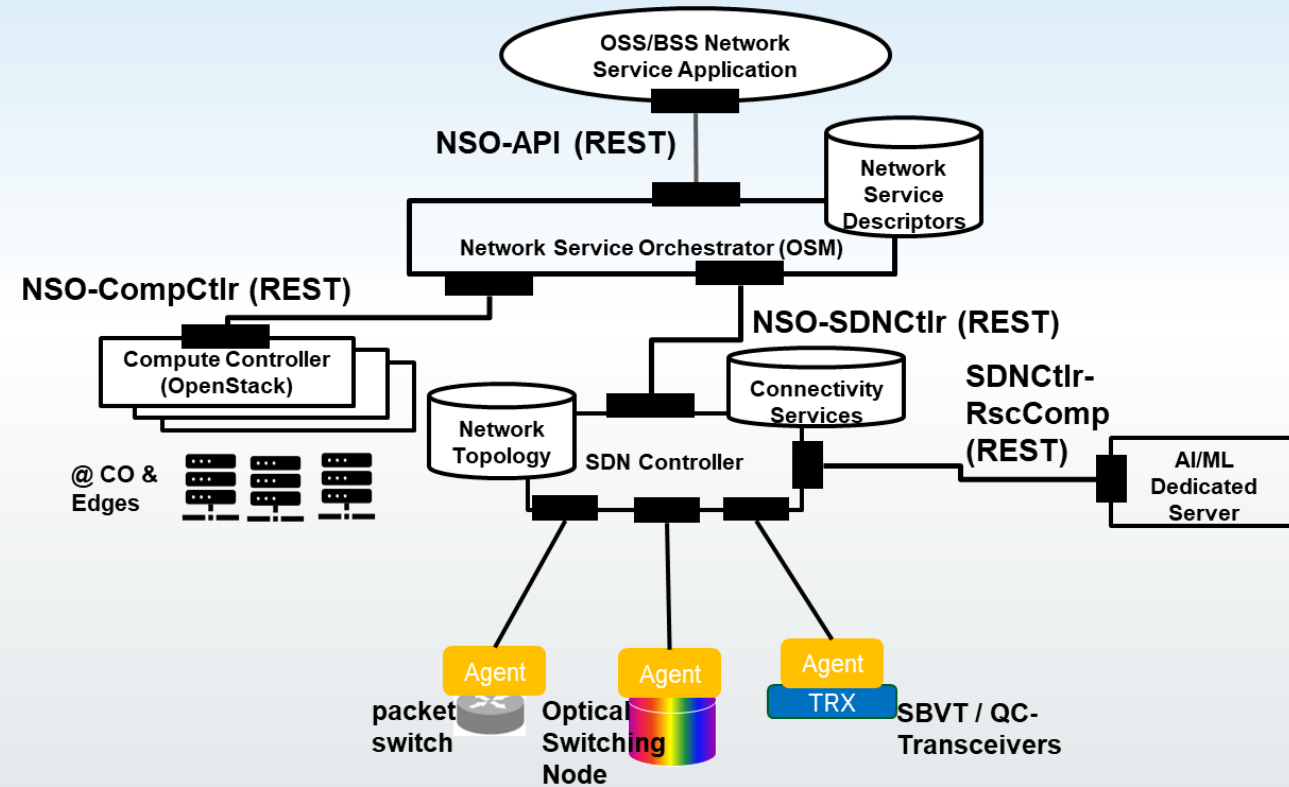 OSS/BSS Network
Service Application
NSO-API (REST)
Network
Service
Descriptors
Network Service Orchestrator (OSM)
NSO-CompCtlr (REST)
NSO-SDNCtlr (REST)
Compute Controller
(OpenStack)
Connectivity
Services
SDNCtlr-
RscComp
(REST)
Network
Topology
SDN Controller
AI/ML
Dedicated
Server
@ CO &
Edges
Agent
Agent
Agent
TRX
packet
switch
Optical
Switching
Node
SBVT / QC-
Transceivers